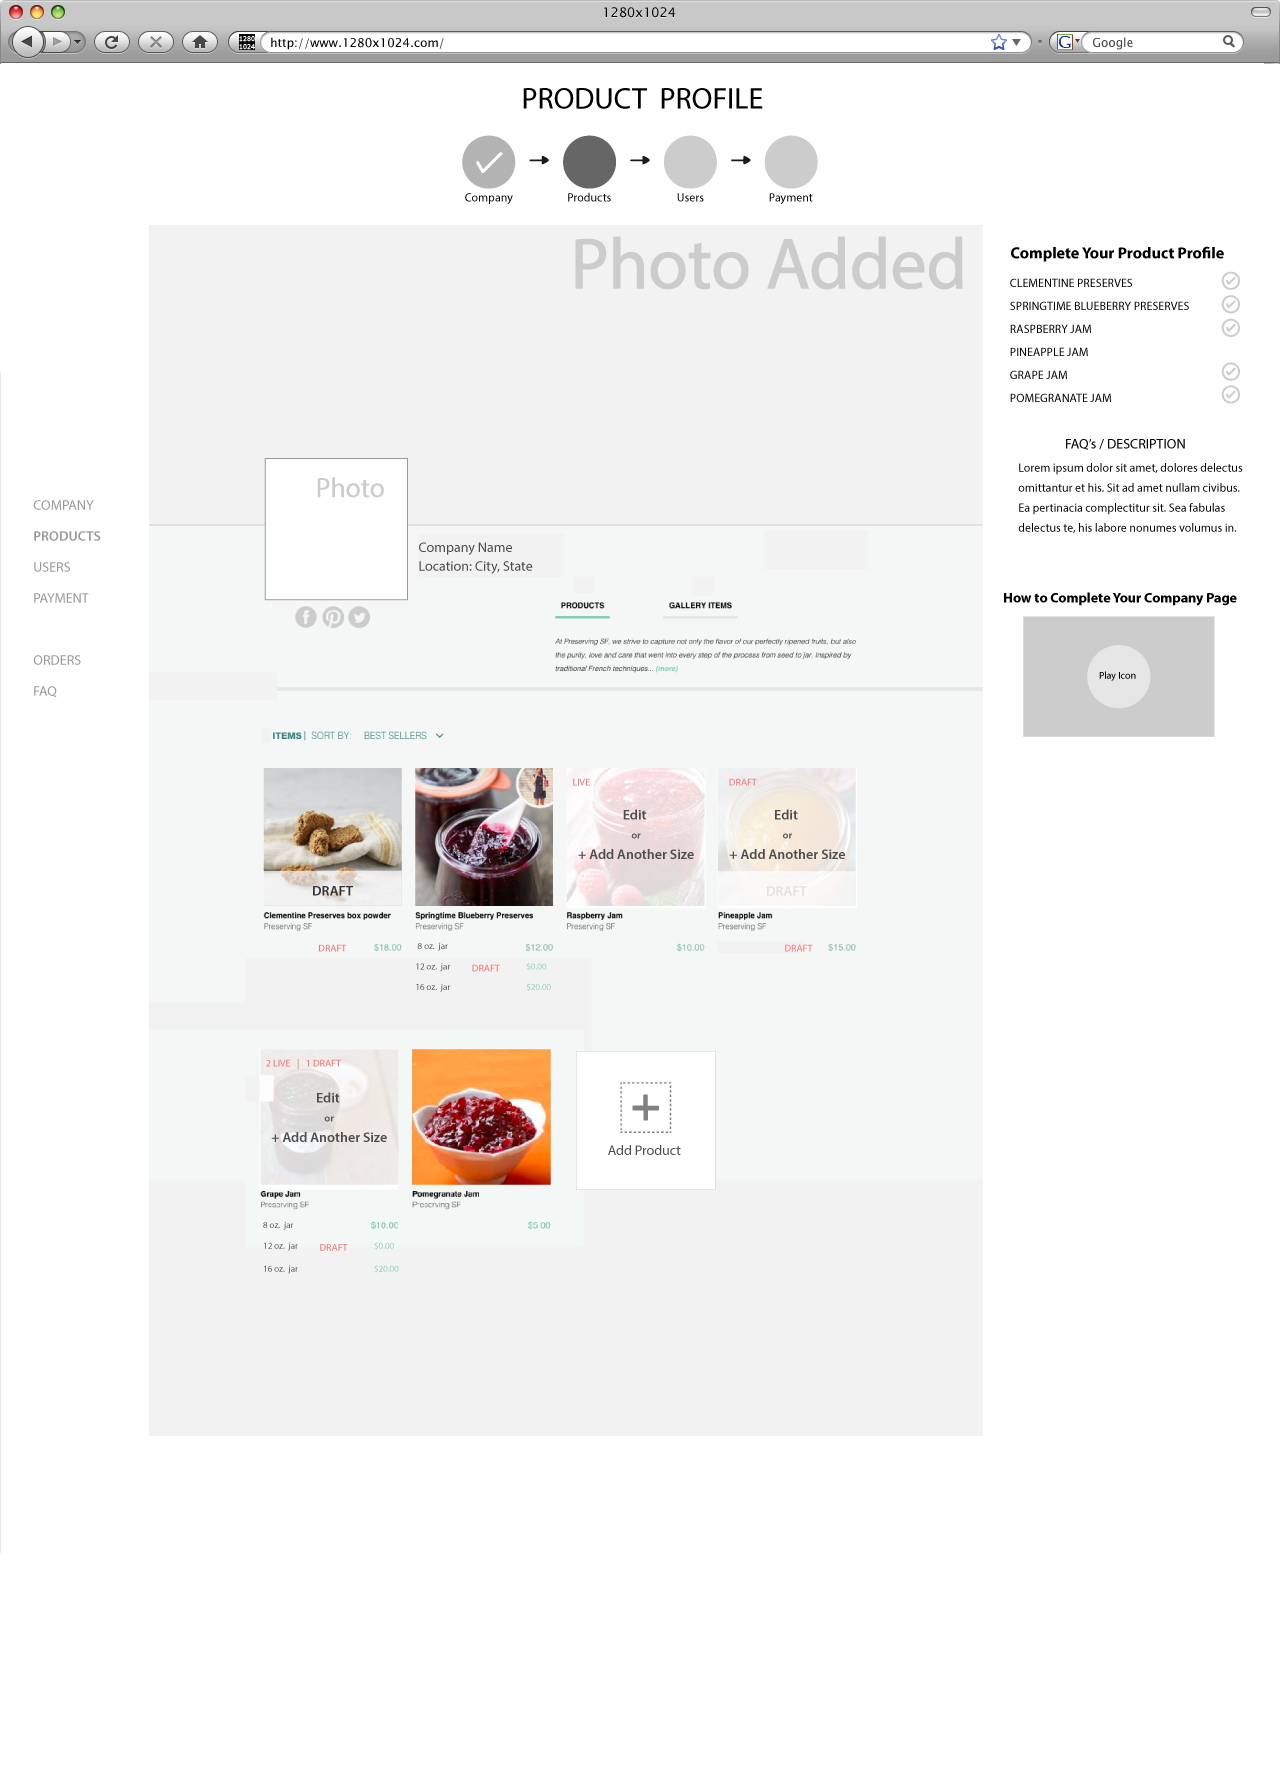 1280x1024
1280
1024
http://www.1280x1024.com/
G
Google
PRODUCT PROFILE
Company
Products
Users
Payment
Photo Added
Complete Your Product Profile
CLEMENTINE PRESERVES
SPRINGTIME BLUEBERRY PRESERVES
RASPBERRY JAM
PINEAPPLE JAM
GRAPE JAM
POMEGRANATE JAM
FAQ's / DESCRIPTION
Lorem ipsum dolor sit amet, dolores delectus
omittantur et his. Sit ad amet nullam civibus.
Ea pertinacia complectitur sit. Sea fabulas
delectus te, his labore nonumes volumus in.
How to Complete Your Company Page
Play Icon
COMPANY
PRODUCTS
USERS
PAYMENT
ORDERS
FAQ
Photo
Company Name
Location: City, State
PRODUCTS
GALLERY ITEMS
At Preserving SF, we strive to capture not only the flavor of our perfectly ripened fruits, but also
the purity, love and care that went into every step of the process from seed to jar. Inspired by
traditional French techniques... (more)
ITEMS | SORT BY: BEST SELLERS
DRAFT
Clementine Preserves box powder
Preserving SF
DRAFT $18.00
Springtime Blueberry Preserves
Preserving SF
8 oz. jar $12.00
12 oz. jar DRAFT $0.00
16 oz. jar $20.00
LIVE
Edit
or
+ Add Another Size
Raspberry Jam
Preserving SF
$10.00
DRAFT
Edit
or
+ Add Another Size
DRAFT
Pineapple Jam
Preserving SF
DRAFT $15.00
2 LIVE | 1 DRAFT
Edit
or
+ Add Another Size
Grape Jam
Preserving SF
8 oz. jar $10.00
12 oz. jar DRAFT $0.00
16 oz. jar $20.00
Pomegranate Jam
Preserving SF
$5.00
Add Product